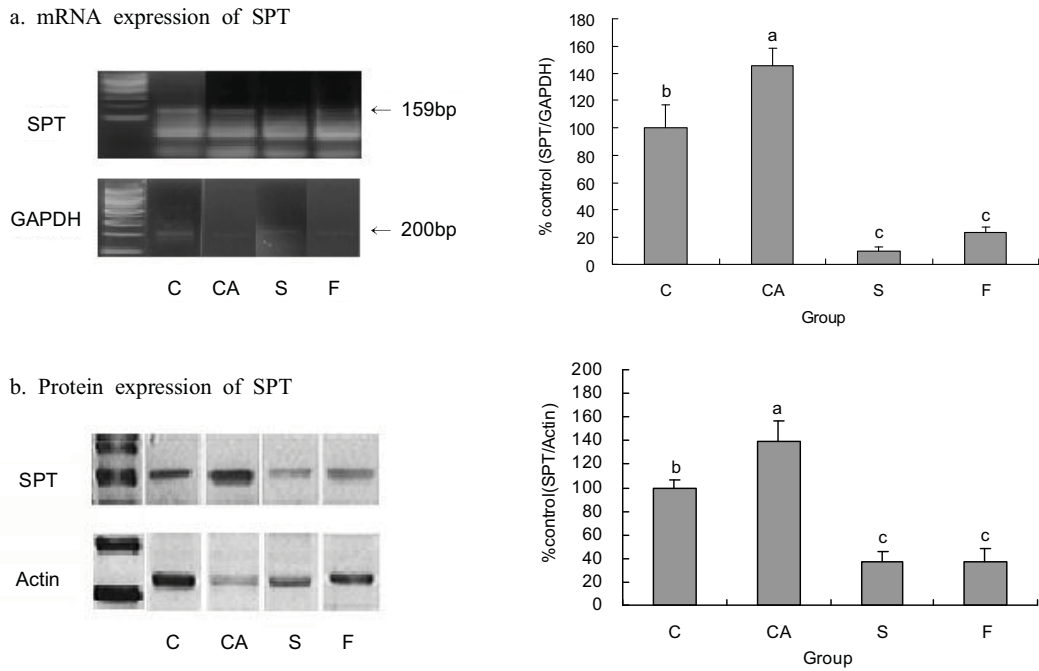 a. mRNA expression of SPT
SPT
← 159bp
GAPDH
← 200bp
C CA S F
% control (SPT/GAPDH)
180
160
140
120
100
80
60
40
20
0
b
a
c
c
C CA S F
Group
b. Protein expression of SPT
SPT
Actin
C CA S F
%control(SPT/Actin)
200
180
160
140
120
100
80
60
40
20
0
b
a
c
c
C CA S F
Group